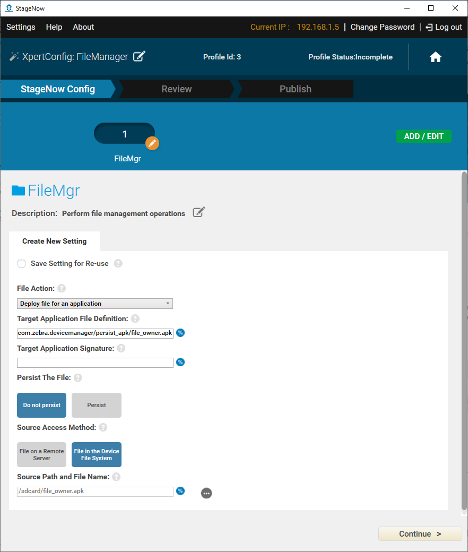 StageNow
Settings Help About
Current IP : 192.168.1.5 | Change Password | Log out
XpertConfig: FileManager
Profile Id: 3
Profile Status:Incomplete
StageNow Config
Review
Publish
1
FileMgr
ADD / EDIT
FileMgr
Description: Perform file management operations
Create New Setting
Save Setting for Re-use ?
File Action: ?
Deploy file for an application
Target Application File Definition: ?
com.zebra.devicemanager/persist_apk/file_owner.apk
Target Application Signature: ?
Persist The File: ?
Do not persist
Persist
Source Access Method: ?
File on a Remote
Server
File in the Device
File System
Source Path and File Name: ?
/sdcard/file_owner.apk
Continue >